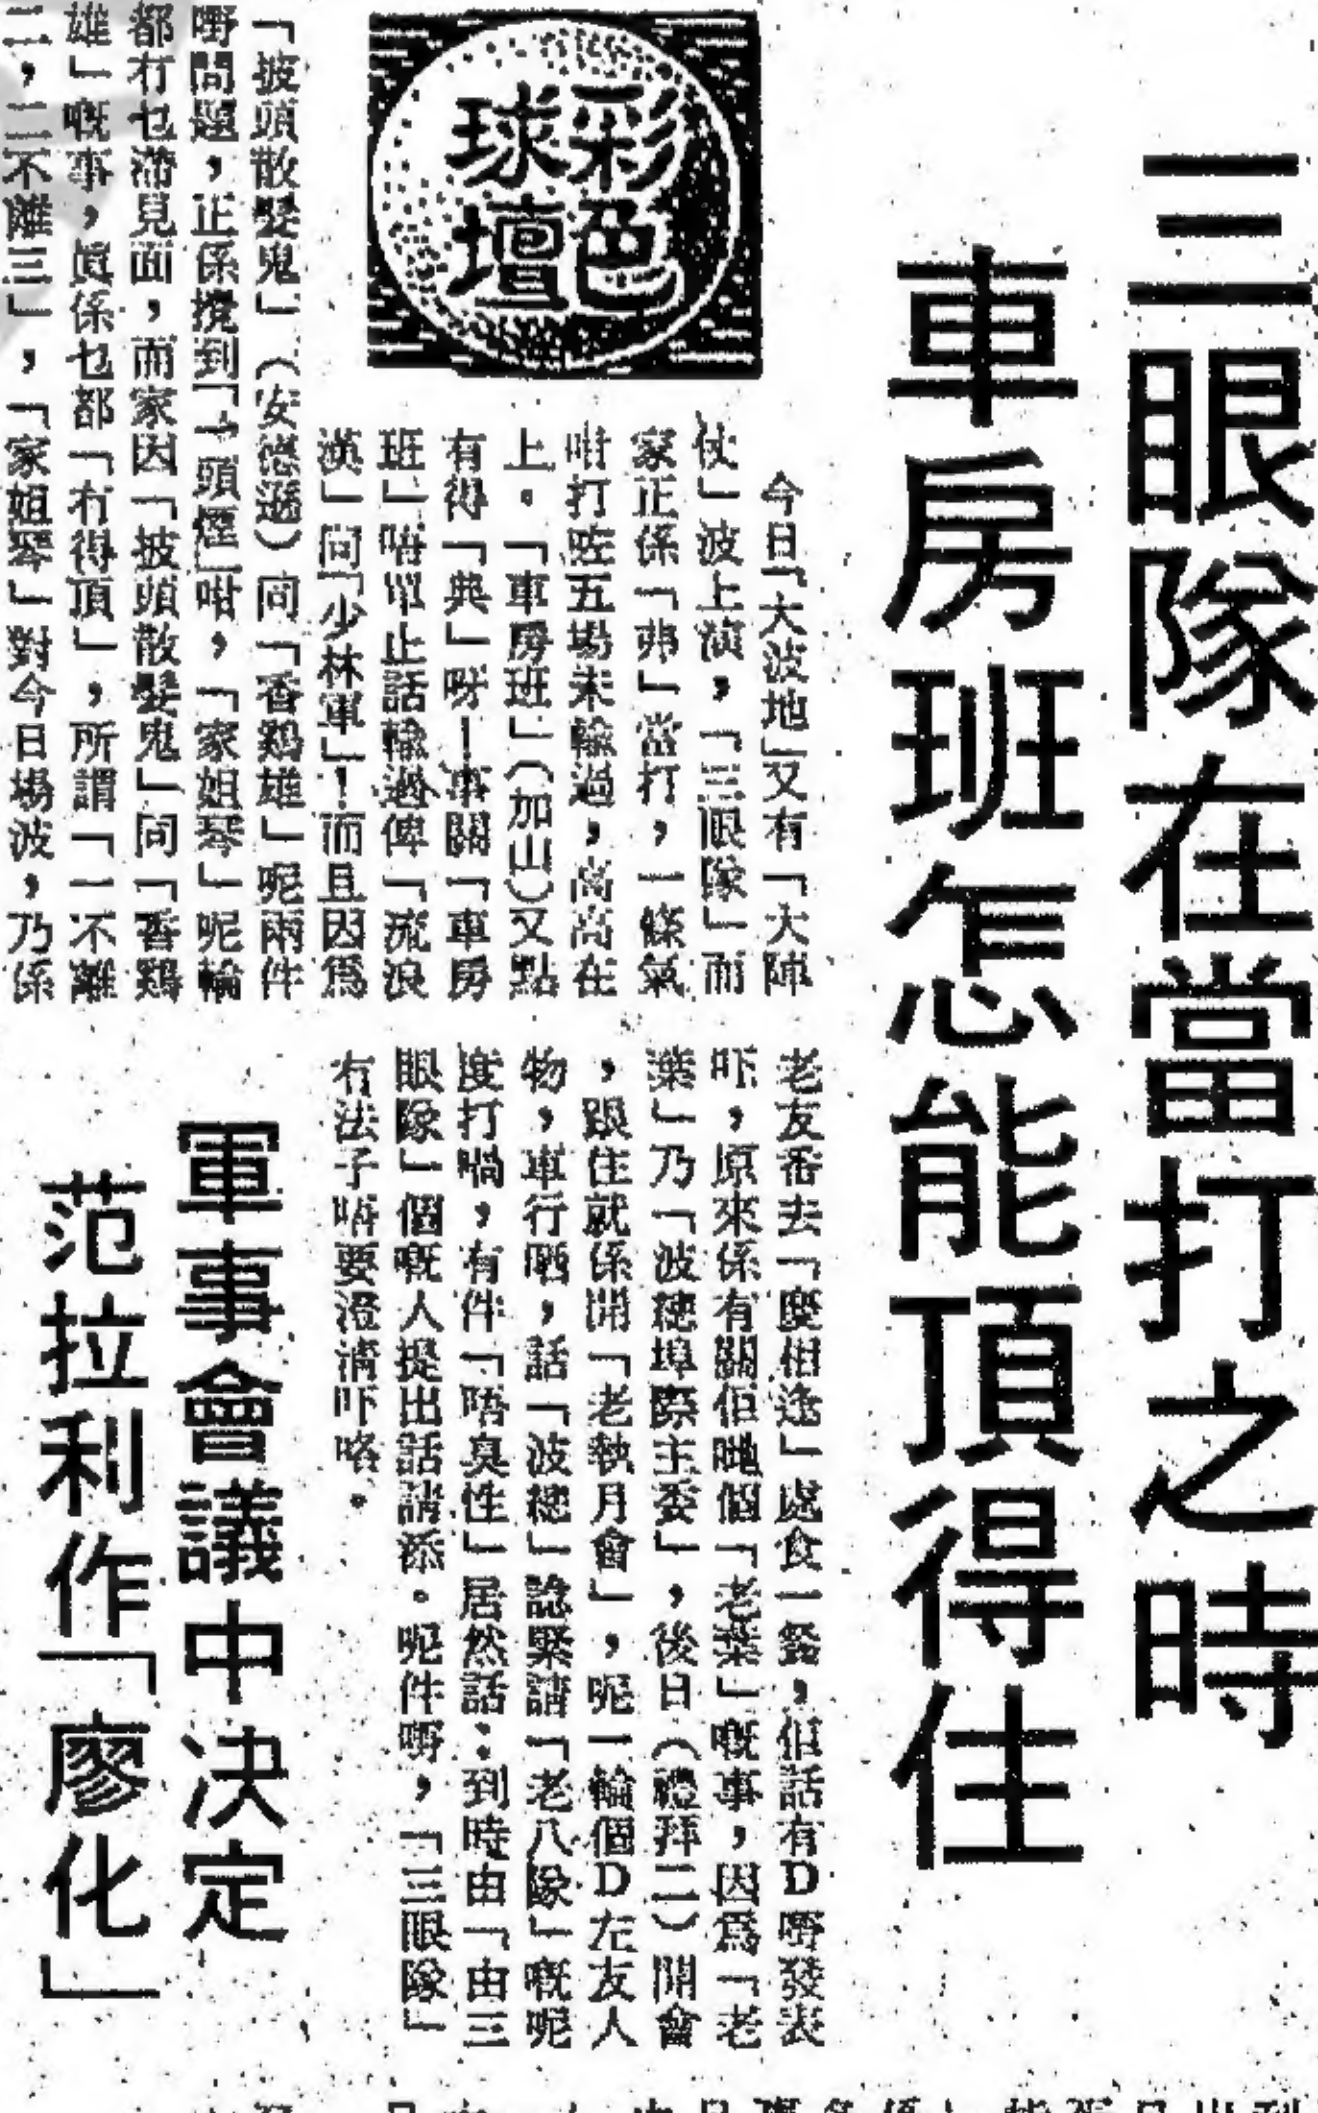 三眼隊在當打之時
車房班怎能頂得住
彩色
球壇
今日「大波地」又有「大陣
仗」波上演，「三眼隊」而
家正係「弗」當打，一條氣
咁打咗五場未輸過，高高在
上。「車房班」（加山）又點
有得「典」呀—事關「車房
班」唔單止話輸過俾「流浪
漢」同「少林軍」！而且因爲
「披頭散髮鬼」（安德遜）同「香鷄雄」呢兩件
嘢問題，正係攪到「一頭煙」咁，「家姐琴」呢輪
都冇乜滯見面，而家因「披頭散髮鬼」同「香鷄
雄」嘅事，眞係乜都「冇得頂」，所謂「一不離
二，二不離三」，「家姐琴」對今日場波，乃係
老友番去「慶相逢」處食一餐，佢話有D嘢發表
吓，原來係有關佢哋個「老葉」嘅事，因爲「老
葉」乃「波總埠際主委」，後日（禮拜二）開會
，跟住就係開「老執月會」，呢一輪個D左友人
物，車行晒，話「波總」諗緊請「老八隊」嘅呢
度打喎，有件「唔臭性」居然話：到時由「由三
眼隊」個嘅人提出話請添。呢件嘢，「三眼隊」
有法子唔要澄淸吓咯。
軍事會議中決定
范拉利作「廖化」